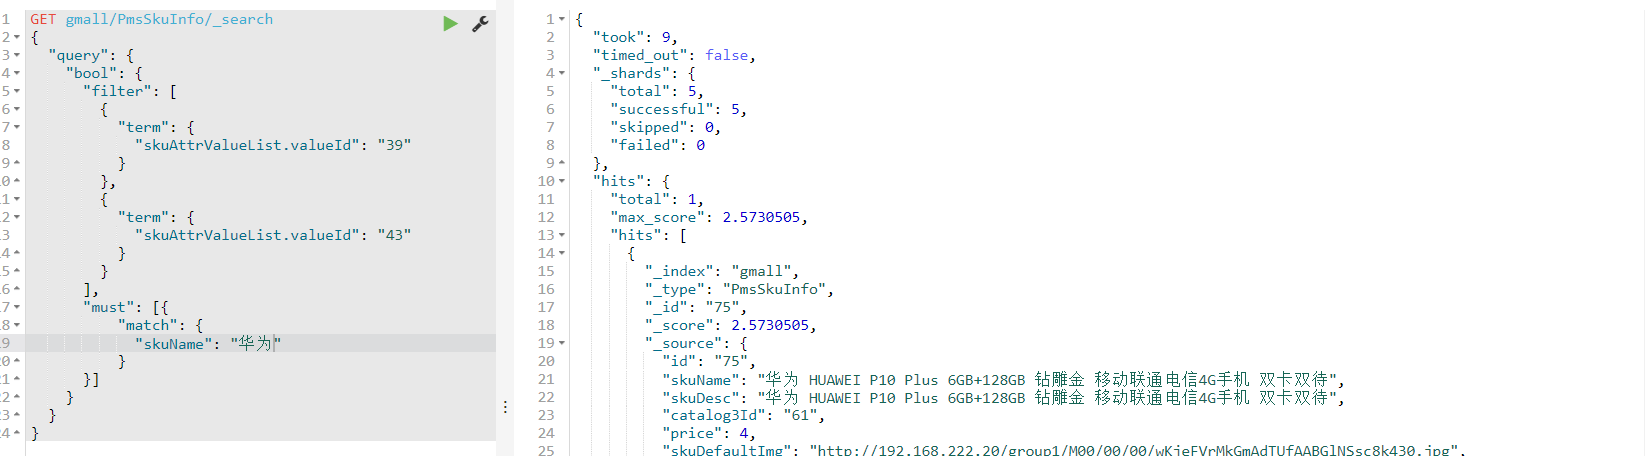 1 GET gmall/PmsSkuInfo/_search
2 {
3 "query": {
4 "bool": {
5 "filter": [
6 {
7 "term": {
8 "skuAttrValueList.valueId": "39"
9 }
.0 },
.1 {
.2 "term": {
.3 "skuAttrValueList.valueId": "43"
.4 }
.5 }
.6 ],
.7 "must": [{
.8 "match": {
.9 "skuName": "华为"
20 }
21 }]
22 }
23 }
24 }
1 {
2 "took": 9,
3 "timed_out": false,
4 "_shards": {
5 "total": 5,
6 "successful": 5,
7 "skipped": 0,
8 "failed": 0
9 },
10 "hits": {
11 "total": 1,
12 "max_score": 2.5730505,
13 "hits": [
14 {
15 "_index": "gmall",
16 "_type": "PmsSkuInfo",
17 "_id": "75",
18 "_score": 2.5730505,
19 "_source": {
20 "id": "75",
21 "skuName": "华为 HUAWEI P10 Plus 6GB+128GB 钻雕金 移动联通电信4G手机 双卡双待",
22 "skuDesc": "华为 HUAWEI P10 Plus 6GB+128GB 钻雕金 移动联通电信4G手机 双卡双待",
23 "catalog3Id": "61",
24 "price": 4,
25 "skuDefaultImg": "http://192.168.222.20/group1/M00/00/00/wKjeFVrMkGmAdTUfAABGlNSsc8k430.jpg",